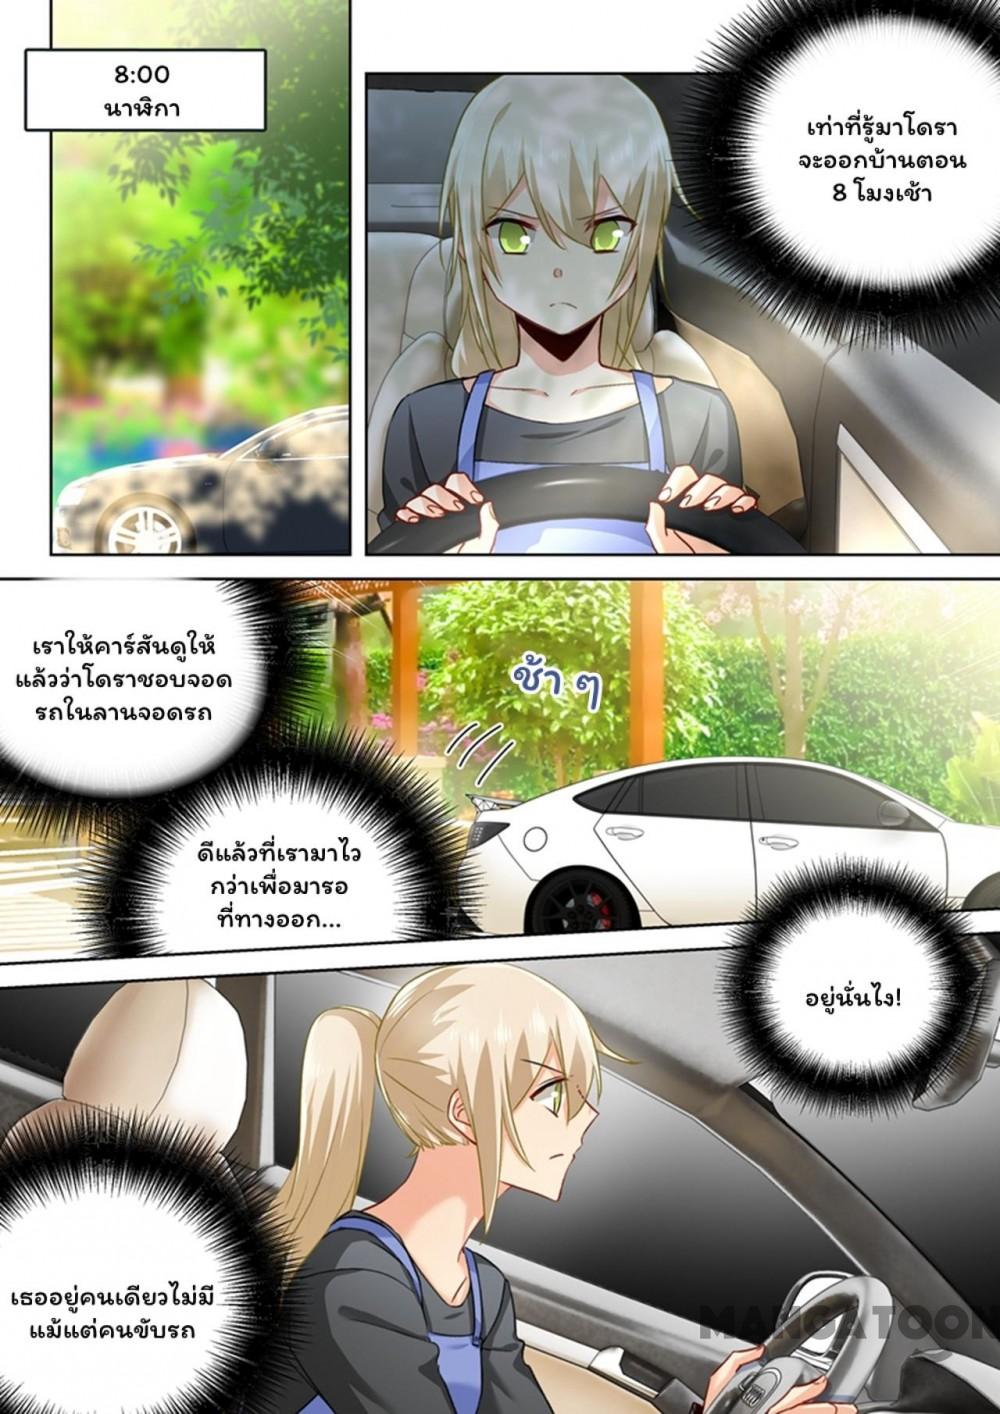 8:00
นาฬิกา
เท่าที่รู้มาโดรา
จะออกบ้านตอน
8 โมงเช้า
เราให้คาร์สันดูให้
แล้วว่าโดราชอบจอด
รถในลานจอดรถ
ช้า ๆ
ดีแล้วที่เรามาไว
กว่าเพื่อมารอ
ที่ทางออก...
อยู่นั่นไง!
เธออยู่คนเดียวไม่มี
แม้แต่คนขับรถ
MANGATOON